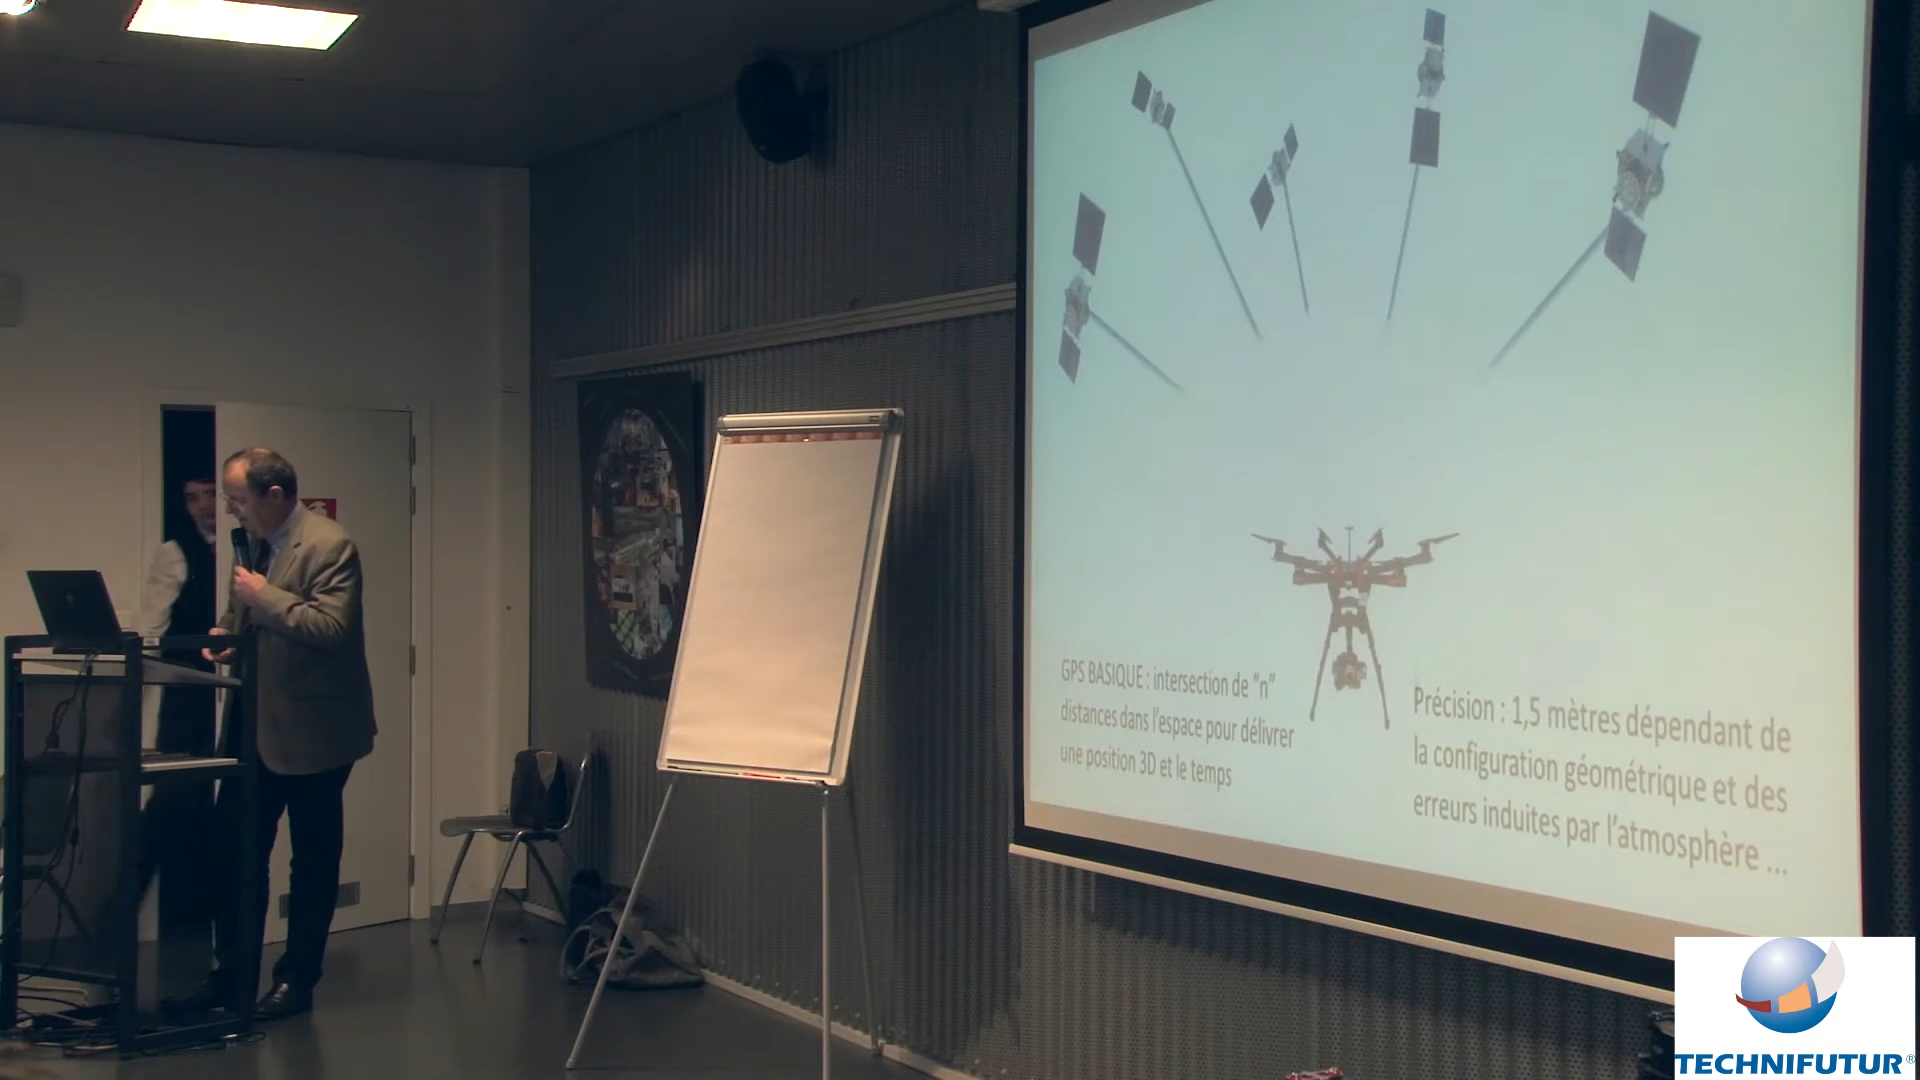 GPS BASIQUE : intersection de "n"
distances dans l'espace pour délivrer
une position 3D et le temps
Précision : 1,5 mètres dépendant de
la configuration géométrique et des
erreurs induites par l'atmosphère ...
TECHNIFUTUR®